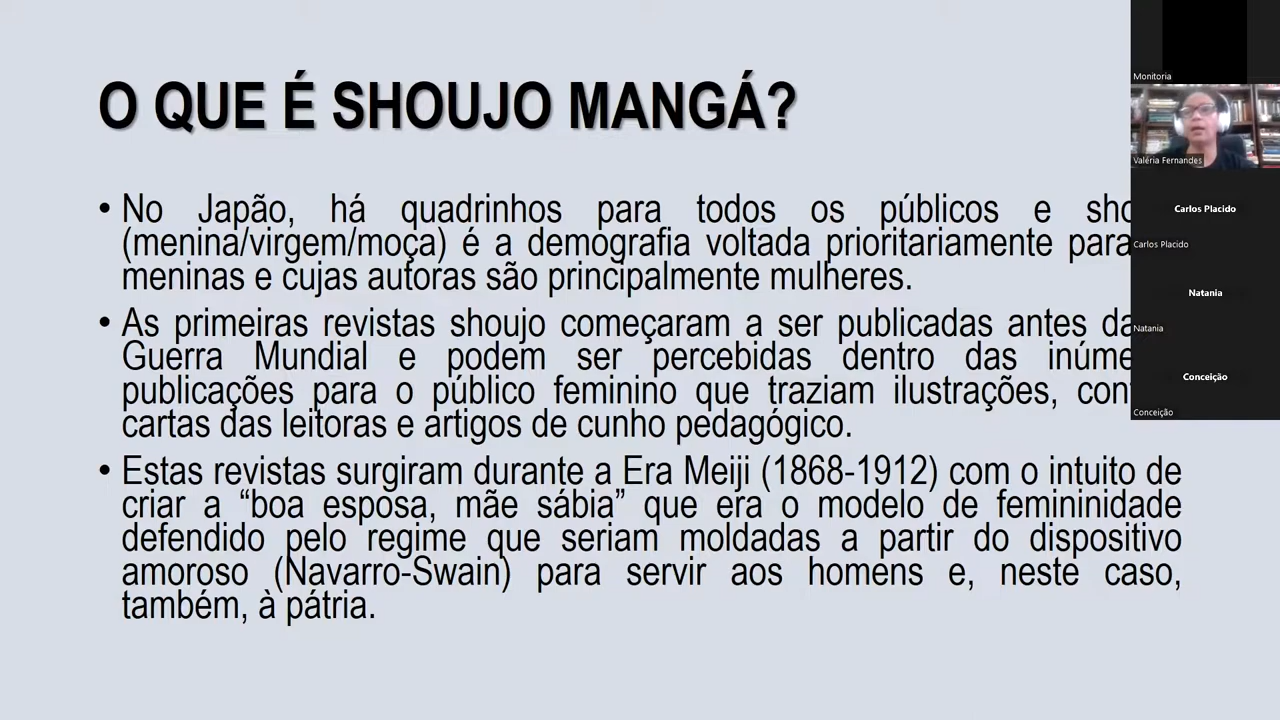 O QUE É SHOUJO MANGÁ?
• No Japão, há quadrinhos para todos os públicos e
(menina/virgem/moça) é a demografia voltada prioritariamente para
meninas e cujas autoras são principalmente mulheres.
• As primeiras revistas shoujo começaram a ser publicadas antes
Guerra Mundial e podem ser percebidas dentro das
publicações para o público feminino que traziam ilustrações,
cartas das leitoras e artigos de cunho pedagógico.
• Estas revistas surgiram durante a Era Meiji (1868-1912) com o intuito de
criar a “boa esposa, mãe sábia” que era o modelo de femininidade
defendido pelo regime que seriam moldadas a partir do dispositivo
amoroso (Navarro-Swain) para servir aos homens e, neste caso,
também, à pátria.
Monitoria
Valéria Fernandes
Carlos Placido
Carlos Placido
Natania
Natania
Conceição
Conceição